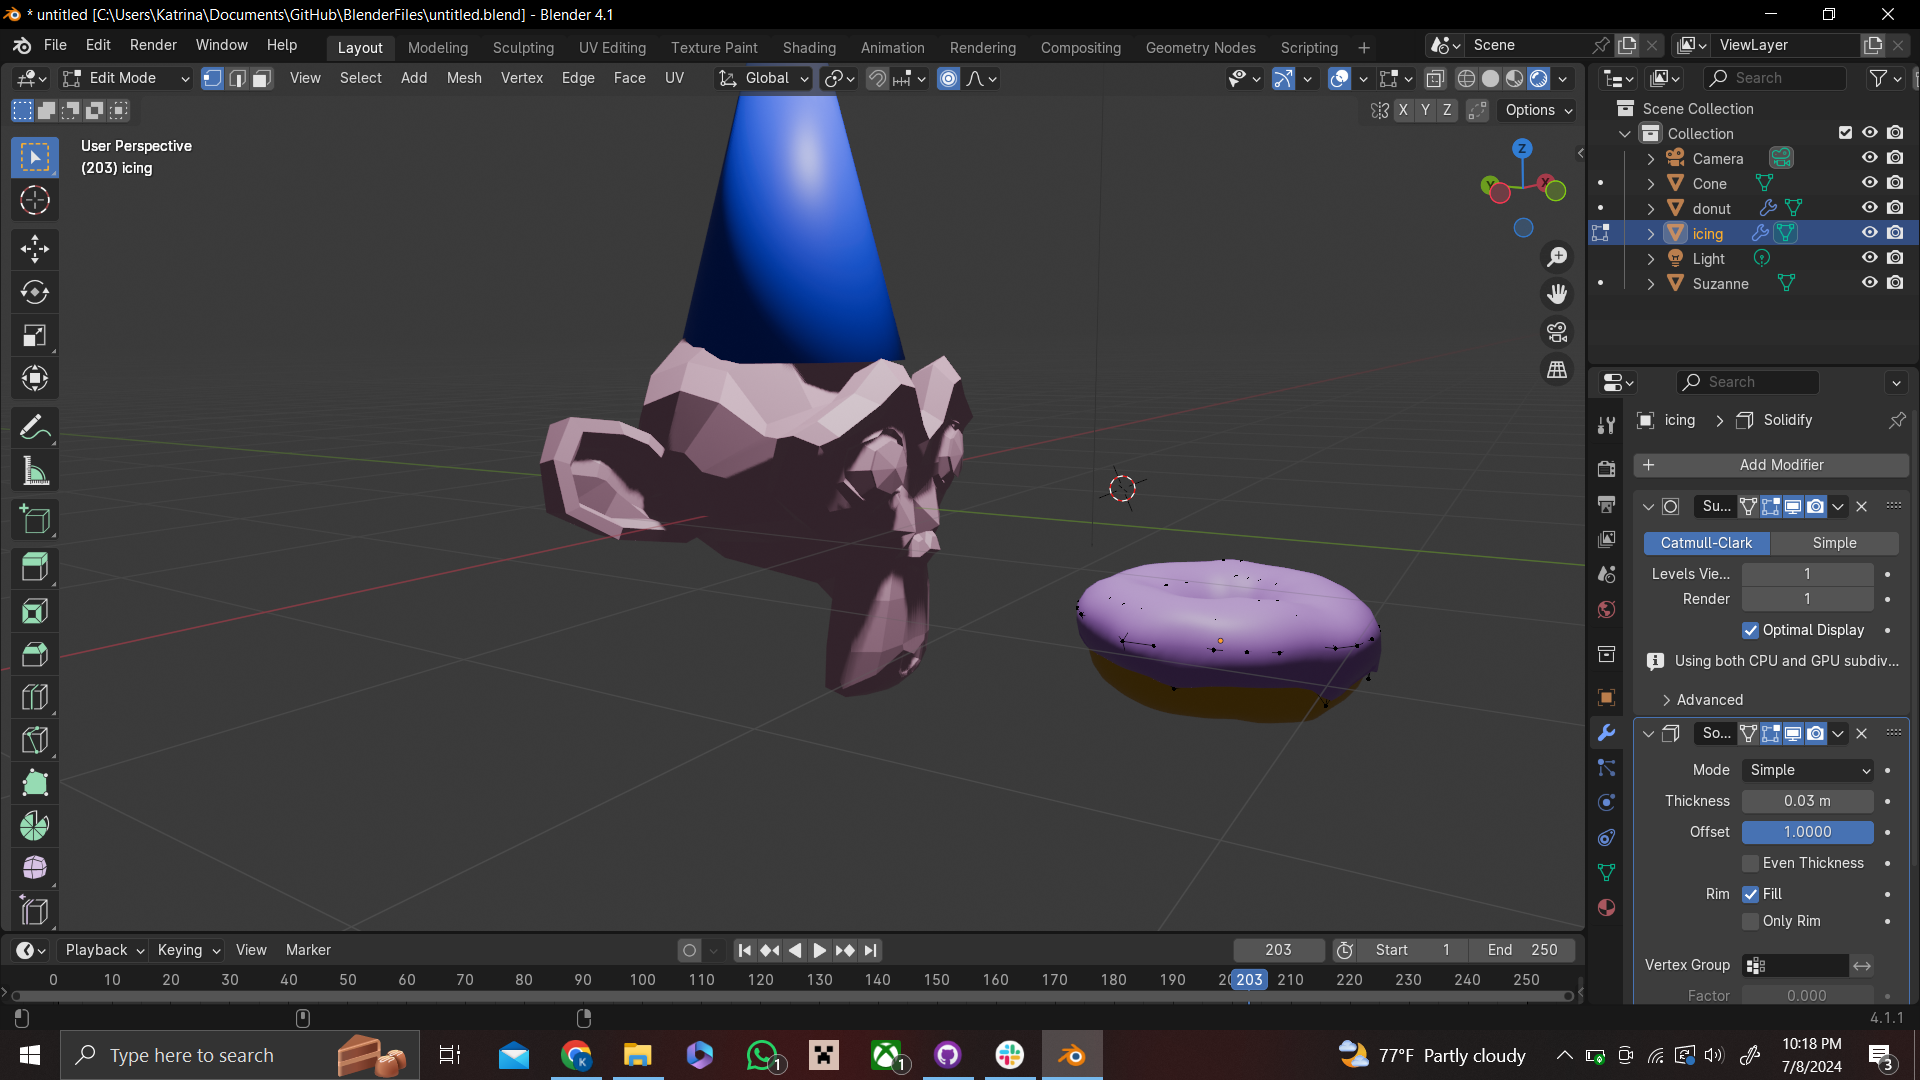 * untitled [C:\Users\Katrina\Documents\GitHub\BlenderFiles\untitled.blend] - Blender 4.1
File Edit Render Window Help Layout Modeling Sculpting UV Editing Texture Paint Shading Animation Rendering Compositing Geometry Nodes Scripting + Scene ViewLayer
Edit Mode View Select Add Mesh Vertex Edge Face UV Global Search
X Y Z Options
User Perspective
(203) icing
Z
Y
X
Scene Collection
Collection
Camera
Cone
donut
icing
Light
Suzanne
Search
icing > Solidify
+ Add Modifier
Su...
Catmull-Clark Simple
Levels Vie... 1
Render 1
Optimal Display
Using both CPU and GPU subdiv...
Advanced
So...
Mode Simple
Thickness 0.03 m
Offset 1.0000
Even Thickness
Rim Fill
Only Rim
Vertex Group
Factor 0.000
Playback Keying View Marker 203 Start 1 End 250
0 10 20 30 40 50 60 70 80 90 100 110 120 130 140 150 160 170 180 190 203 210 220 230 240 250
4.1.1
Type here to search
K
1
1
77°F Partly cloudy
10:18 PM
7/8/2024
3